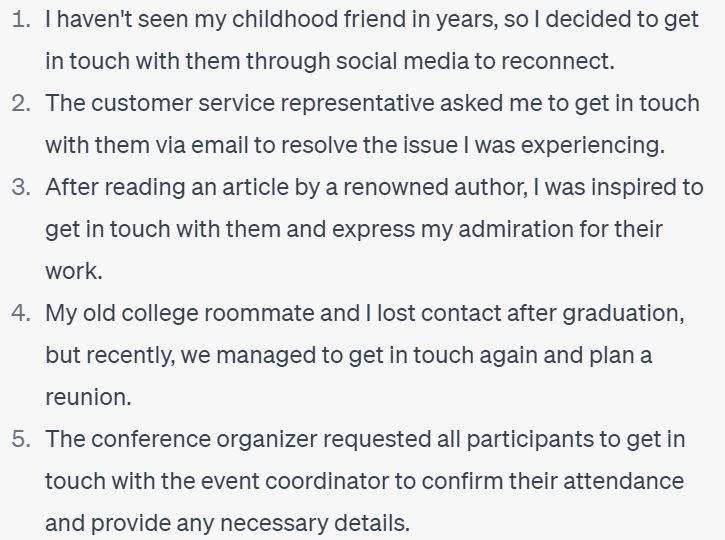 1. I haven't seen my childhood friend in years, so I decided to get
in touch with them through social media to reconnect.
2. The customer service representative asked me to get in touch
with them via email to resolve the issue I was experiencing.
3. After reading an article by a renowned author, I was inspired to
get in touch with them and express my admiration for their
work.
4. My old college roommate and I lost contact after graduation,
but recently, we managed to get in touch again and plan a
reunion.
5. The conference organizer requested all participants to get in
touch with the event coordinator to confirm their attendance
and provide any necessary details.